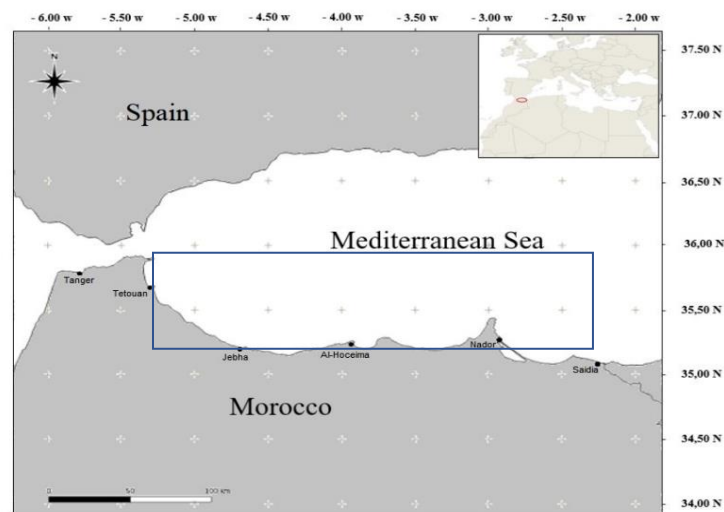 - 6.00 w - 5.50 w - 5.00 w - 4.50 w - 4.00 w - 3.50 w - 3.00 w - 2.50 w - 2.00 w
37.50 N
N
Spain
37.00 N
36,50 N
Mediterranean Sea
36,00 N
Tanger
Tetouan
35.50 N
Nador
Jebha
Al-Hoceima
Saidia
35,00 N
Morocco
34,50 N
0 50 100 km
34,00 N